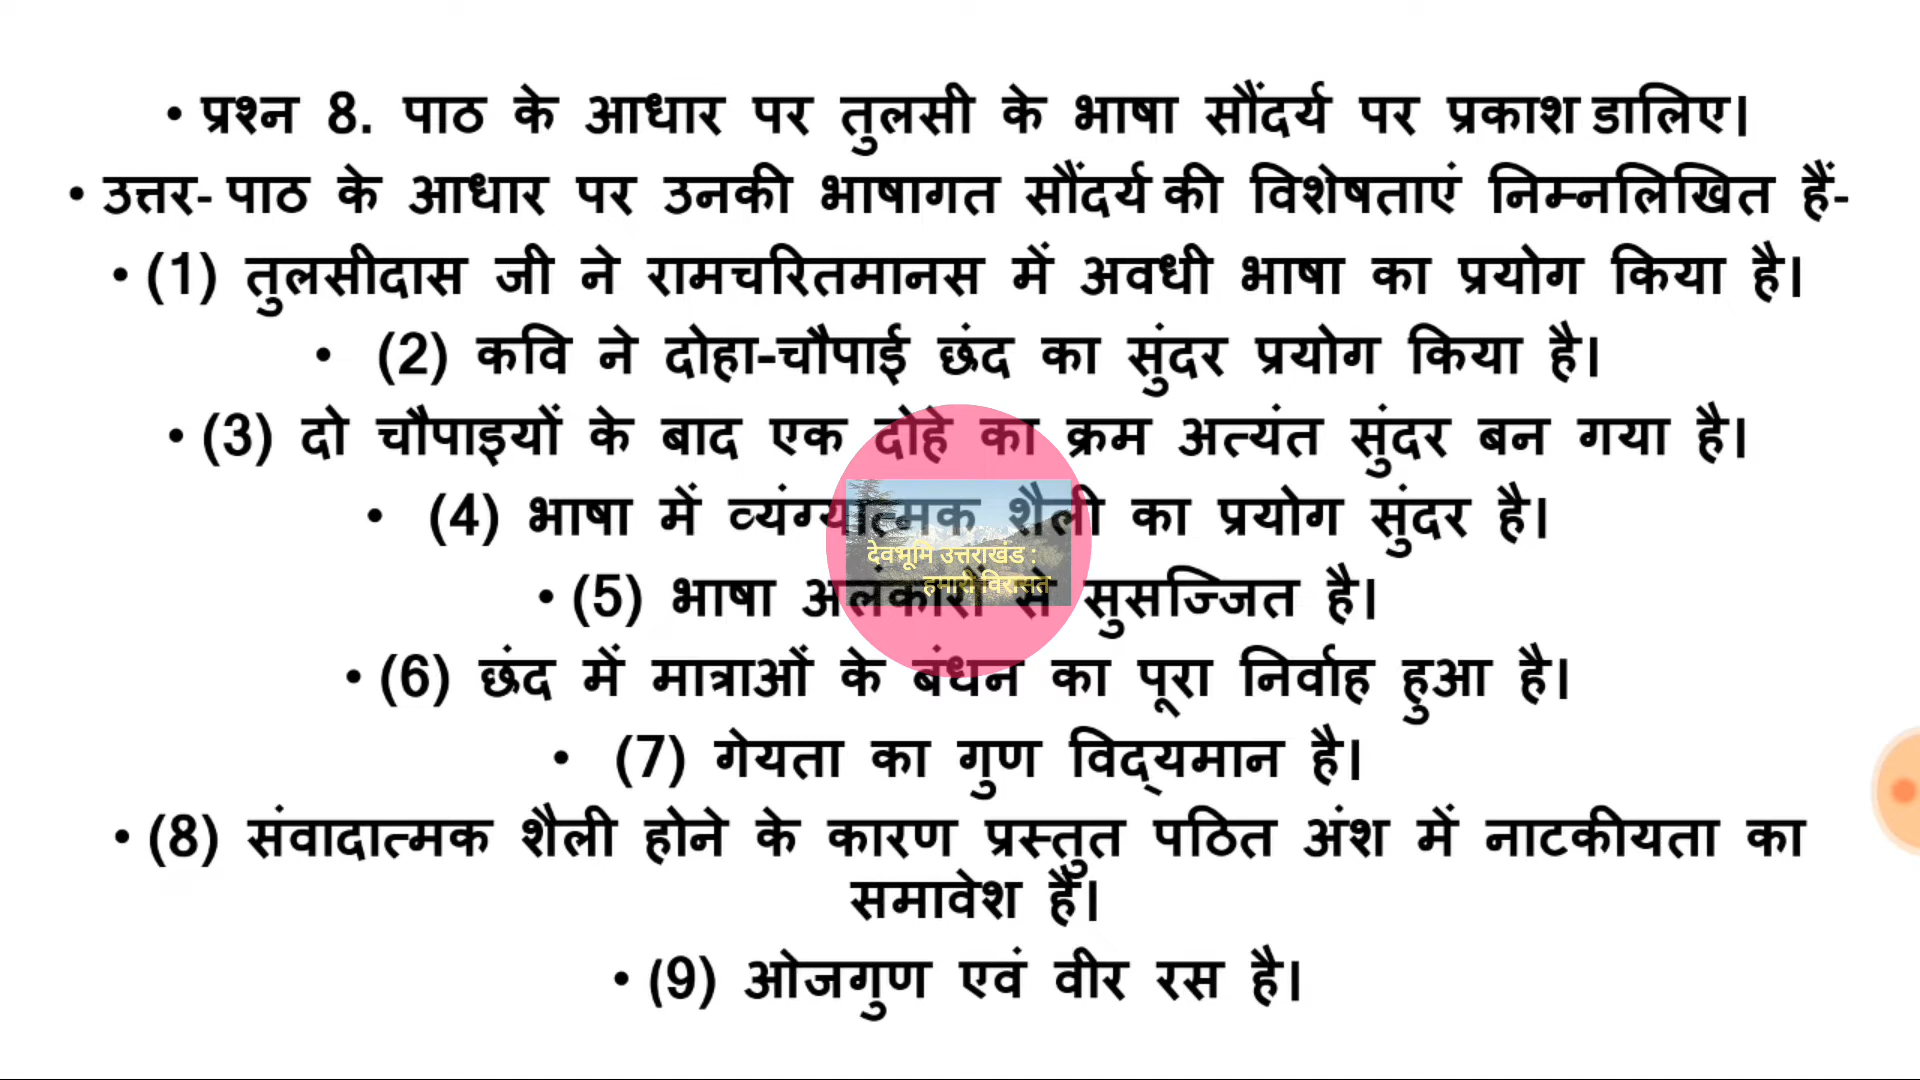 • प्रश्न 8. पाठ के आधार पर तुलसी के भाषा सौंदर्य पर प्रकाश डालिए।
• उत्तर- पाठ के आधार पर उनकी भाषागत सौंदर्य की विशेषताएं निम्नलिखित हैं-
• (1) तुलसीदास जी ने रामचरितमानस में अवधी भाषा का प्रयोग किया है।
• (2) कवि ने दोहा-चौपाई छंद का सुंदर प्रयोग किया है।
• (3) दो चौपाइयों के बाद एक दोहे का क्रम अत्यंत सुंदर बन गया है।
• (4) भाषा में व्यंग्यात्मक शैली का प्रयोग सुंदर है।
देवभूमि उत्तराखंड :
हमारी विरासत
• (5) भाषा अलंकारों से सुसज्जित है।
• (6) छंद में मात्राओं के बंधन का पूरा निर्वाह हुआ है।
• (7) गेयता का गुण विद्यमान है।
• (8) संवादात्मक शैली होने के कारण प्रस्तुत पठित अंश में नाटकीयता का
समावेश है।
• (9) ओजगुण एवं वीर रस है।